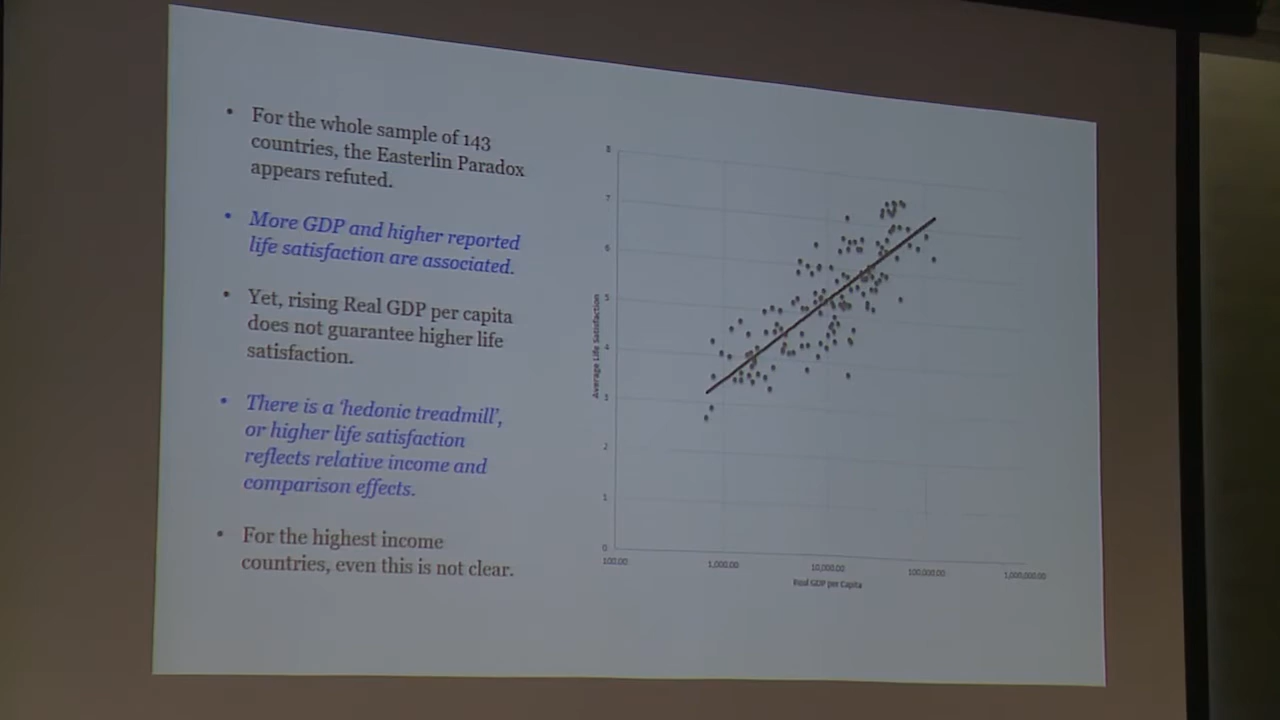 • For the whole sample of 143
countries, the Easterlin Paradox
appears refuted.
• More GDP and higher reported
life satisfaction are associated.
• Yet, rising Real GDP per capita
does not guarantee higher life
satisfaction.
• There is a 'hedonic treadmill',
or higher life satisfaction
reflects relative income and
comparison effects.
• For the highest income
countries, even this is not clear.
8
7
6
5
4
3
2
1
0
Average Life Satisfaction
100.00 1,000.00 10,000.00 100,000.00 1,000,000.00
Real GDP per Capita